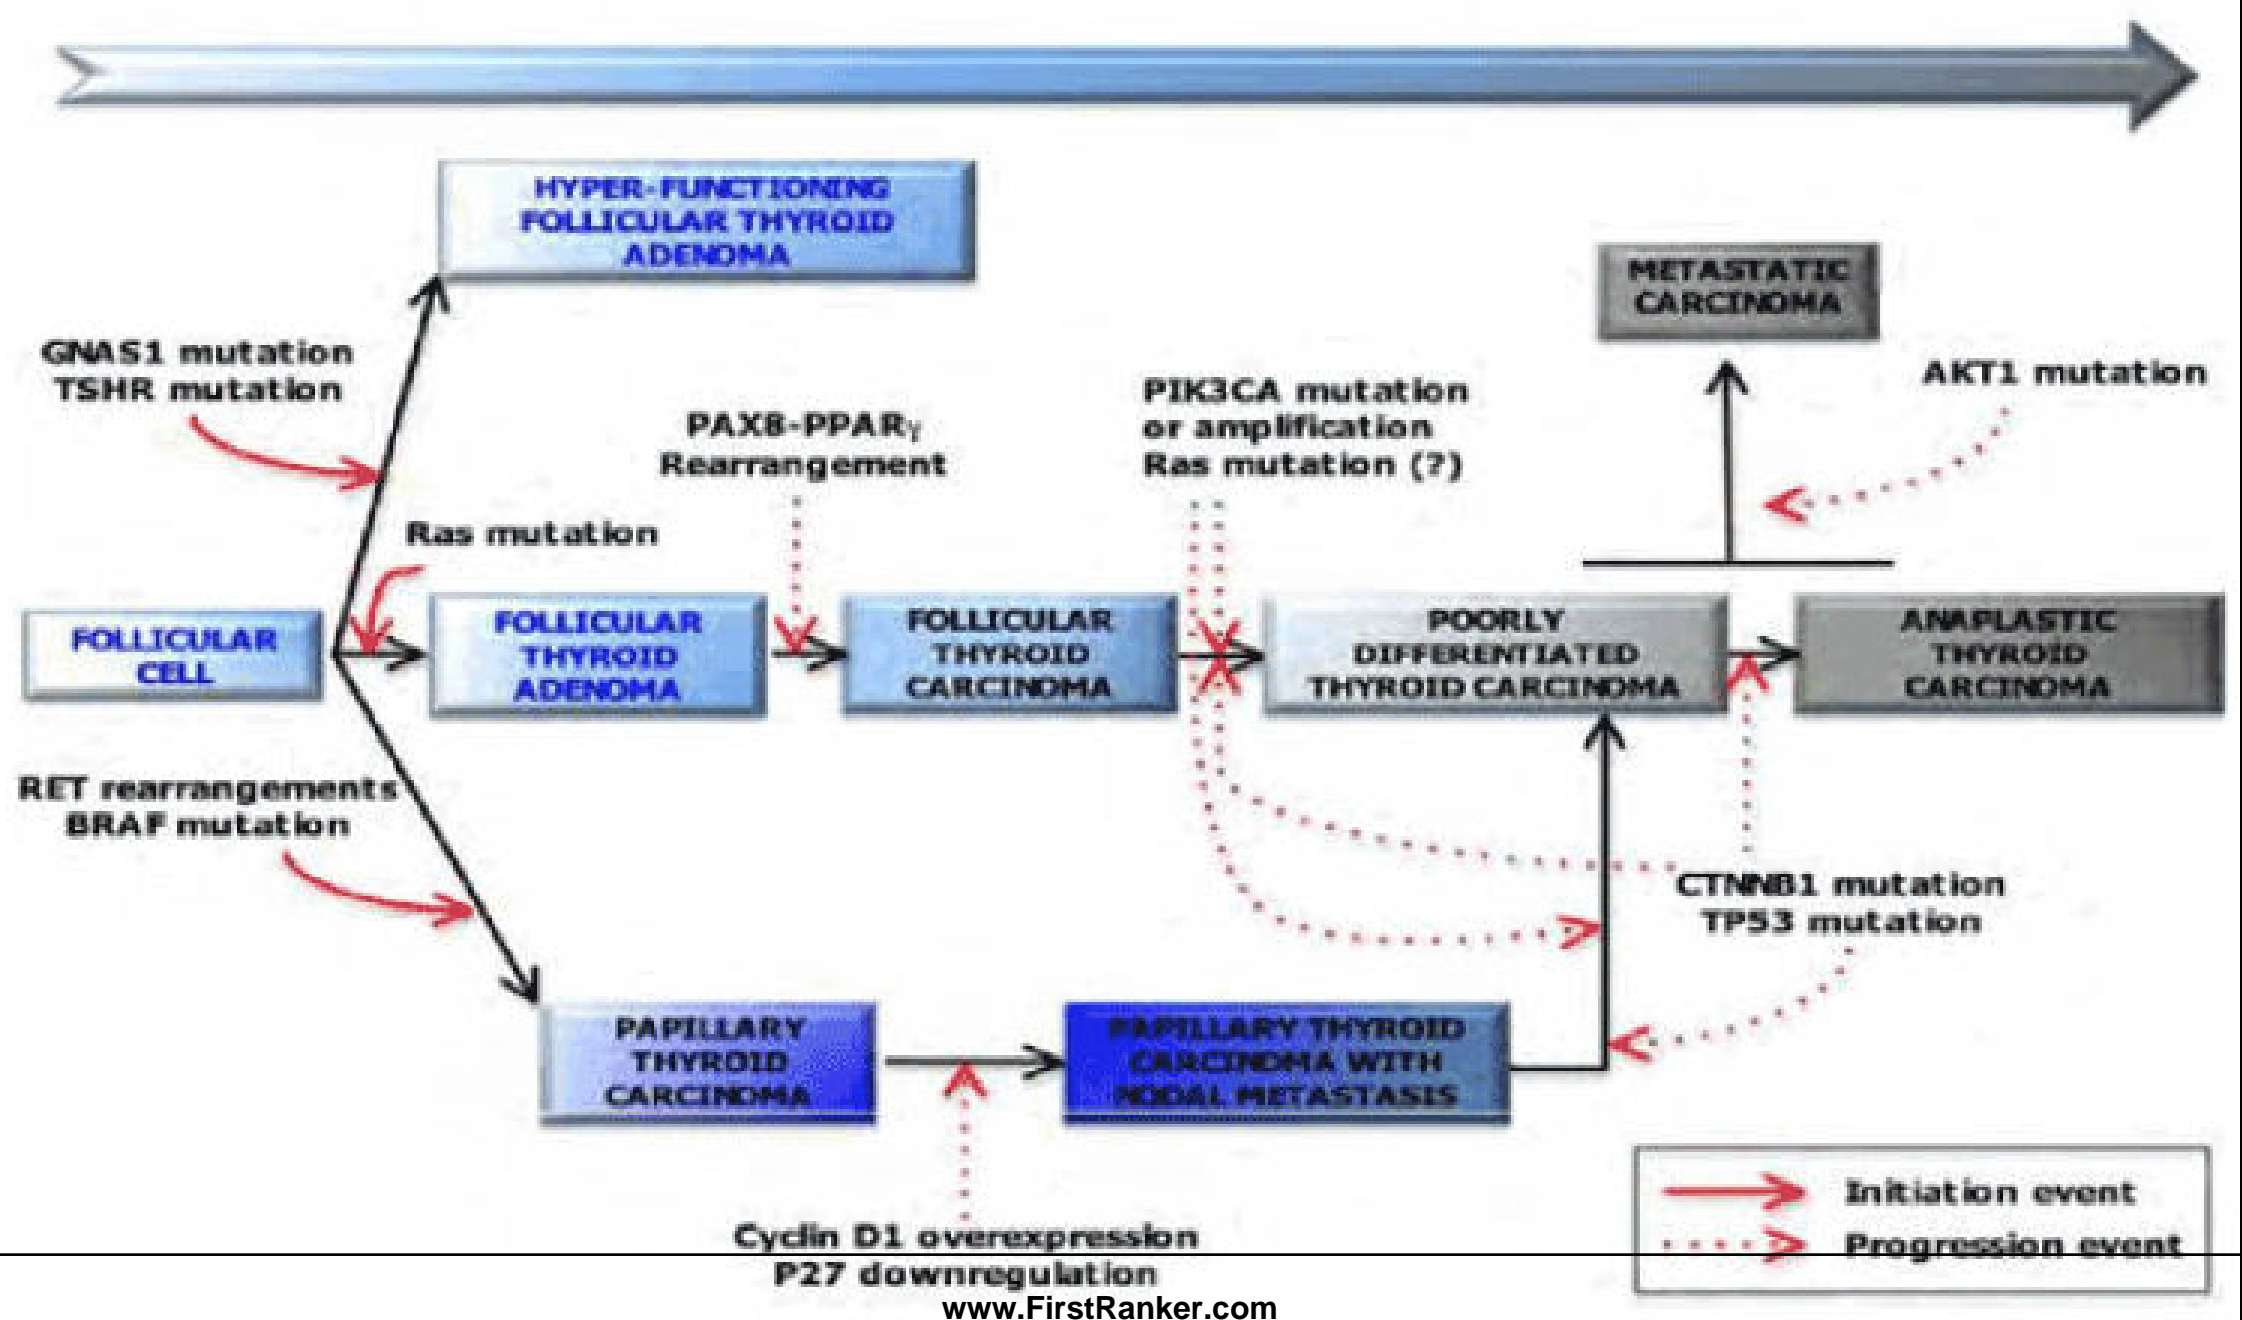 HYPER-FUNCTIONING
FOLLICULAR THYROID
ADENOMA
METASTATIC
CARCINOMA
GNAS1 mutation
TSHR mutation
AKT1 mutation
PIK3CA mutation
or amplification
Ras mutation (?)
PAX8-PPARγ
Rearrangement
Ras mutation
FOLLICULAR
CELL
FOLLICULAR
THYROID
ADENOMA
FOLLICULAR
THYROID
CARCINOMA
POORLY
DIFFERENTIATED
THYROID CARCINOMA
ANAPLASTIC
THYROID
CARCINOMA
RET rearrangements
BRAF mutation
CTNNB1 mutation
TP53 mutation
PAPILLARY
THYROID
CARCINOMA
PAPILLARY THYROID
CARCINOMA WITH
NODAL METASTASIS
Initiation event
Progression event
Cyclin D1 overexpression
P27 downregulation
www.FirstRanker.com